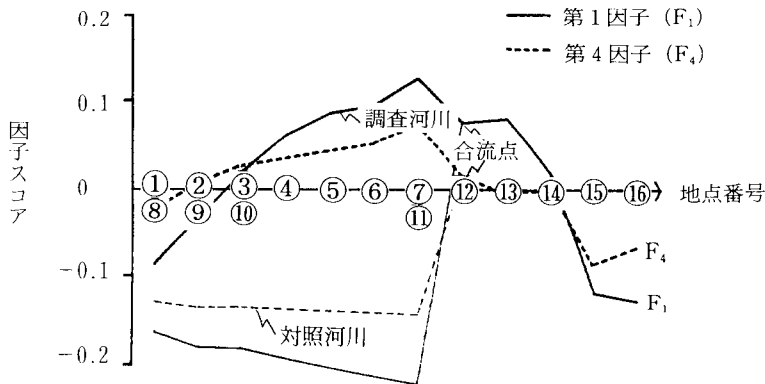 0.2
第1因子 (F₁)
第4因子 (F₄)
0.1
調査河川
合流点
因子スコア
0
① ② ③ ④ ⑤ ⑥ ⑦ ⑫ ⑬ ⑭ ⑮ ⑯ 地点番号
⑧ ⑨ ⑩ ⑪
F₄
-0.1
F₁
対照河川
-0.2